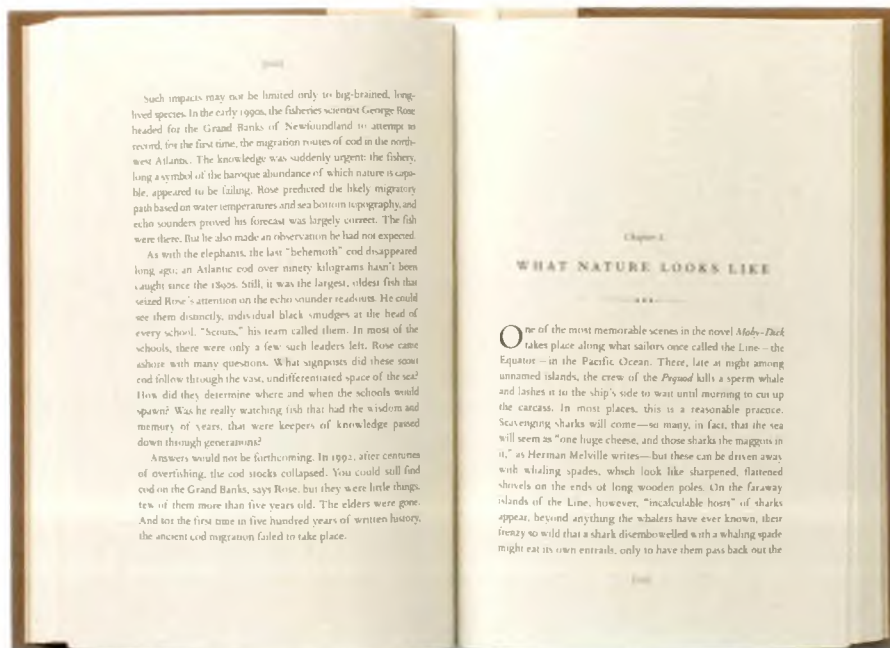 Such impacts may not be limited only to big-brained, long-
lived species. In the early 1990s, the fisheries scientist George Rose
headed for the Grand Banks of Newfoundland to attempt to
record, for the first time, the migration routes of cod in the north-
west Atlantic. The knowledge was suddenly urgent: the fishery,
long a symbol of the baroque abundance of which nature is capa-
ble, appeared to be failing. Rose predicted the likely migratory
path based on water temperatures and sea bottom topography, and
echo sounders proved his forecast was largely correct. The fish
were there. But he also made an observation he had not expected.
As with the elephants, the last "behemoth" cod disappeared
long ago; an Atlantic cod over ninety kilograms hasn't been
caught since the 1890s. Still, it was the largest, oldest fish that
seized Rose's attention on the echo sounder readouts. He could
see them distinctly, individual black smudges at the head of
every school. "Scouts," his team called them. In most of the
schools, there were only a few such leaders left. Rose came
ashore with many questions. What signposts did these scout
cod follow through the vast, undifferentiated space of the sea?
How did they determine where and when the schools would
spawn? Was he really watching fish that had the wisdom and
memory of years, that were keepers of knowledge passed
down through generations?
Answers would not be forthcoming. In 1992, after centuries
of overfishing, the cod stocks collapsed. You could still find
cod on the Grand Banks, says Rose, but they were little things,
few of them more than five years old. The elders were gone.
And for the first time in five hundred years of written history,
the ancient cod migration failed to take place.
WHAT NATURE LOOKS LIKE
One of the most memorable scenes in the novel Moby-Dick
takes place along what sailors once called the Line—the
Equator—in the Pacific Ocean. There, late at night among
unnamed islands, the crew of the Pequod kills a sperm whale
and lashes it to the ship's side to wait until morning to cut up
the carcass. In most places, this is a reasonable practice.
Scavenging sharks will come—so many, in fact, that the sea
will seem as "one huge cheese, and those sharks the maggots in
it," as Herman Melville writes—but these can be driven away
with whaling spades, which look like sharpened, flattened
shovels on the ends of long wooden poles. On the faraway
islands of the Line, however, "incalculable hosts" of sharks
appear, beyond anything the whalers have ever known, their
frenzy so wild that a shark disembowelled with a whaling spade
might eat its own entrails, only to have them pass back out the